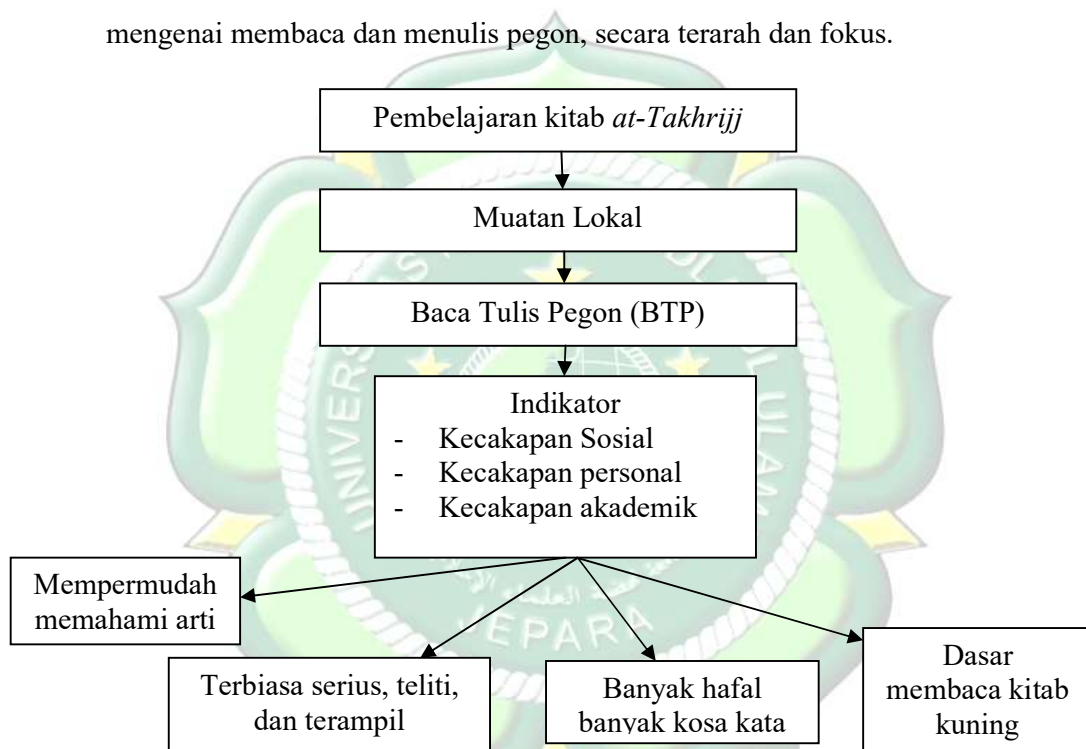 mengenai membaca dan menulis pegon, secara terarah dan fokus.
Pembelajaran kitab at-Takhrijj
Muatan Lokal
Baca Tulis Pegon (BTP)
Indikator
- Kecakapan Sosial
- Kecakapan personal
- Kecakapan akademik
Mempermudah
memahami arti
Terbiasa serius, teliti,
dan terampil
Banyak hafal
banyak kosa kata
Dasar
membaca kitab
kuning
JEPARA